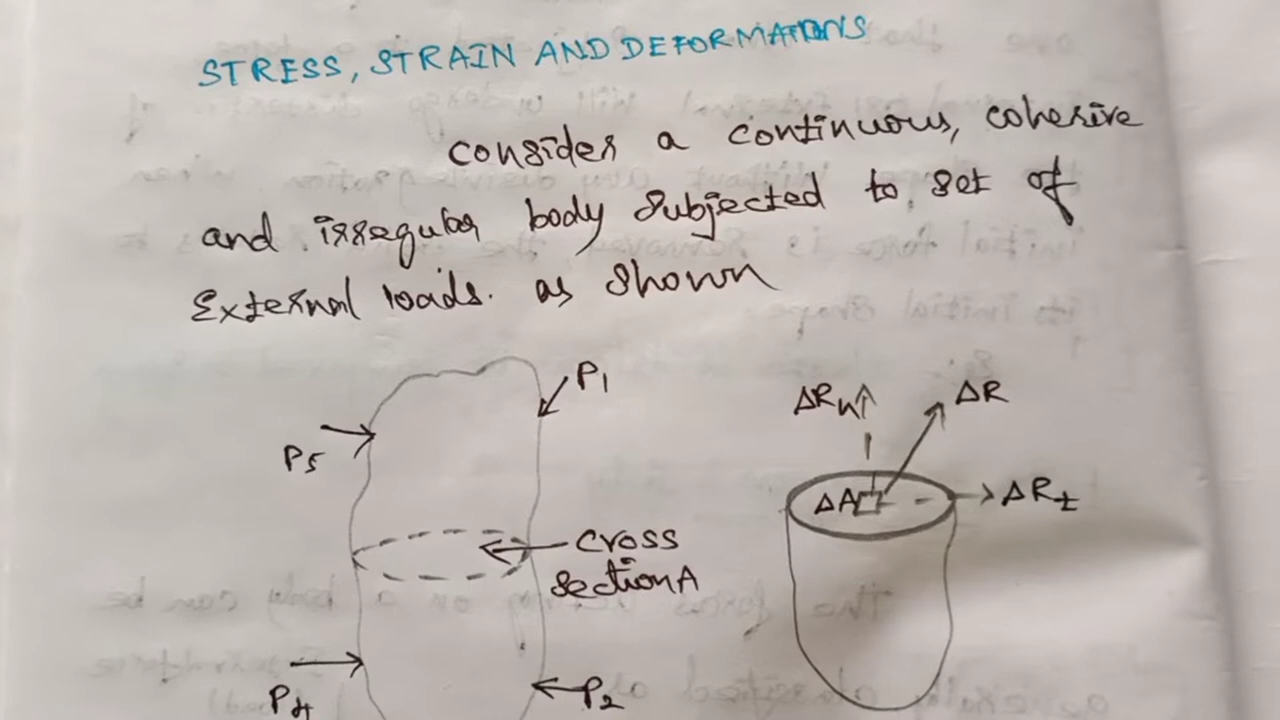 STRESS, STRAIN AND DEFORMATIONS
consider a continuous, cohesive
and irregular body subjected to set of
External loads. as shown
P1
P5
Cross
section A
P4
P2
ΔRn
ΔR
ΔA
ΔRt